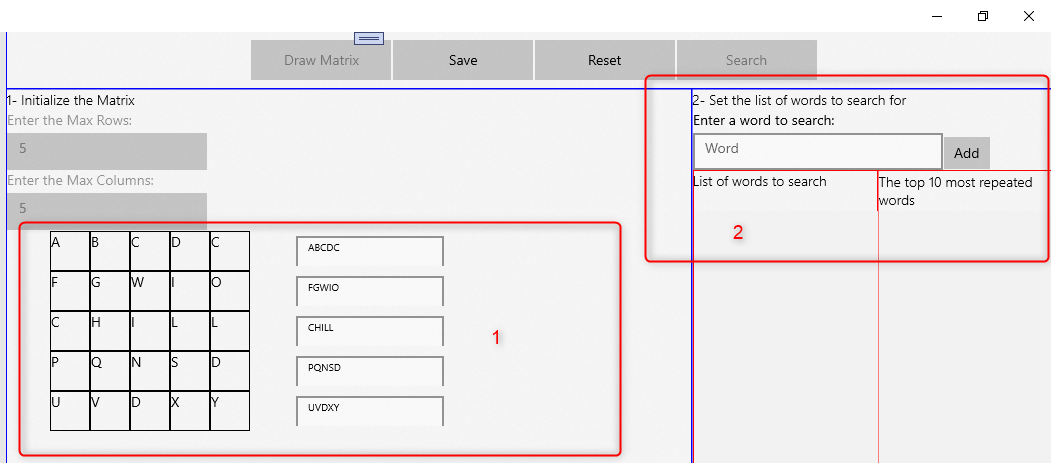 Draw Matrix Save Reset Search
1- Initialize the Matrix
Enter the Max Rows:
5
Enter the Max Columns:
5
A B C D C
F G W I O
C H I L L
P Q N S D
U V D X Y
ABCDC
FGWIO
CHILL
PQNSD
UVDXY
1
2- Set the list of words to search for
Enter a word to search:
Word Add
List of words to search
The top 10 most repeated
words
2